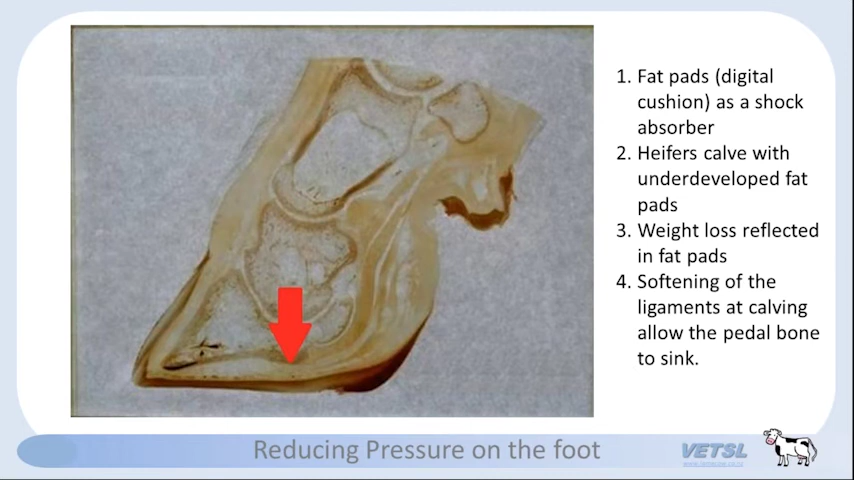 1. Fat pads (digital
cushion) as a shock
absorber
2. Heifers calve with
underdeveloped fat
pads
3. Weight loss reflected
in fat pads
4. Softening of the
ligaments at calving
allow the pedal bone
to sink.
Reducing Pressure on the foot
VETSL